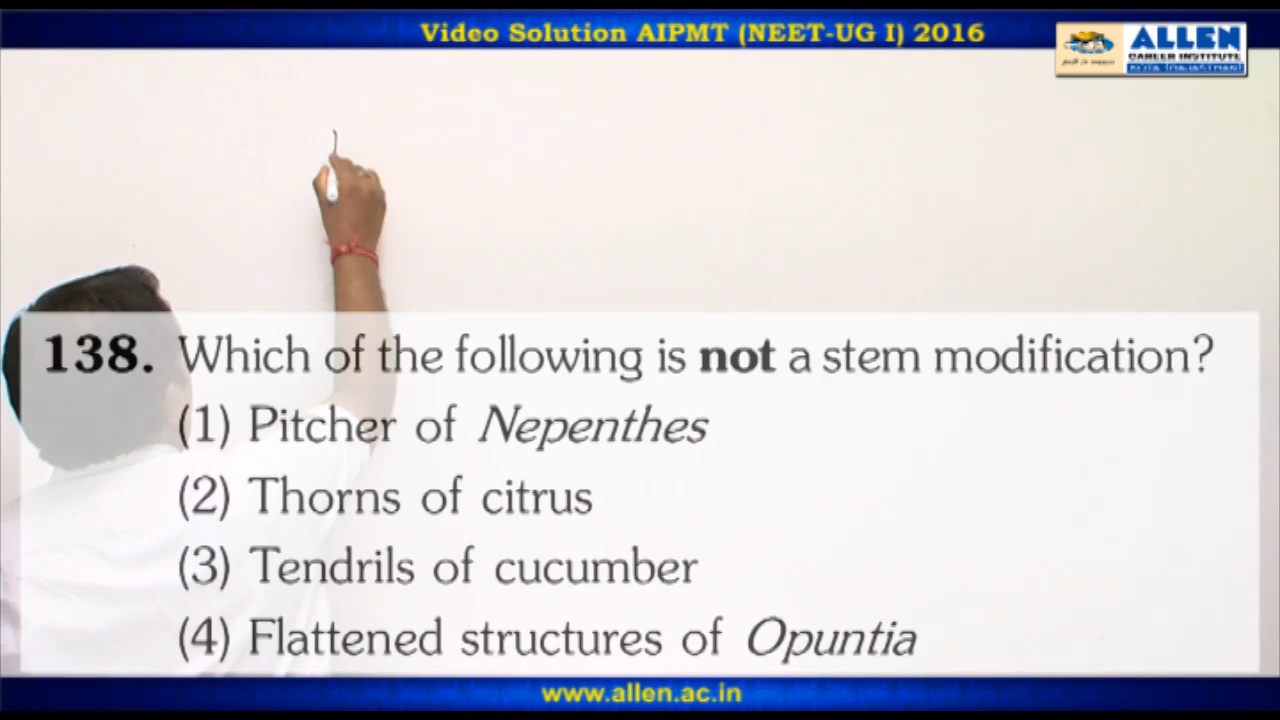 Video Solution AIPMT (NEET-UG I) 2016
ALLEN
CAREER INSTITUTE
KOTA (RAJASTHAN)
138. Which of the following is not a stem modification?
(1) Pitcher of Nepenthes
(2) Thorns of citrus
(3) Tendrils of cucumber
(4) Flattened structures of Opuntia
www.allen.ac.in